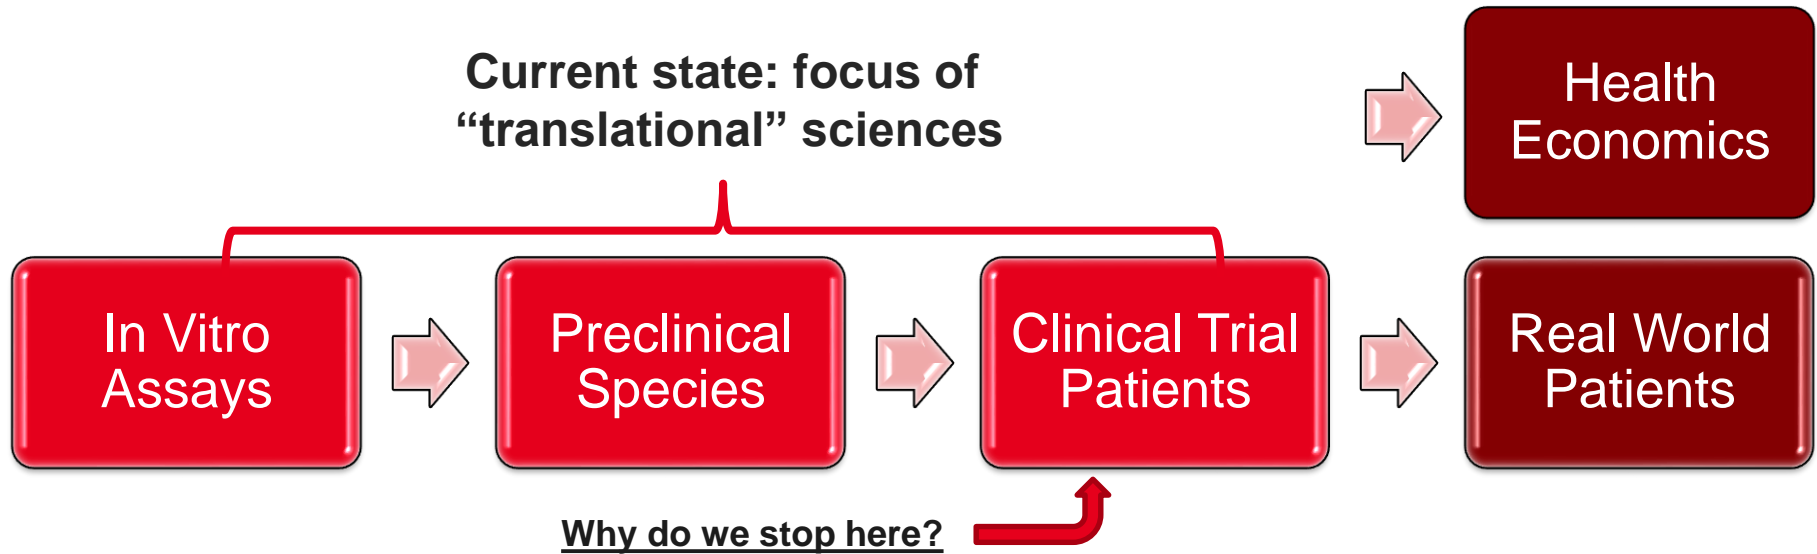 Current state: focus of
“translational” sciences
Health
Economics
In Vitro
Assays
Preclinical
Species
Clinical Trial
Patients
Real World
Patients
Why do we stop here?